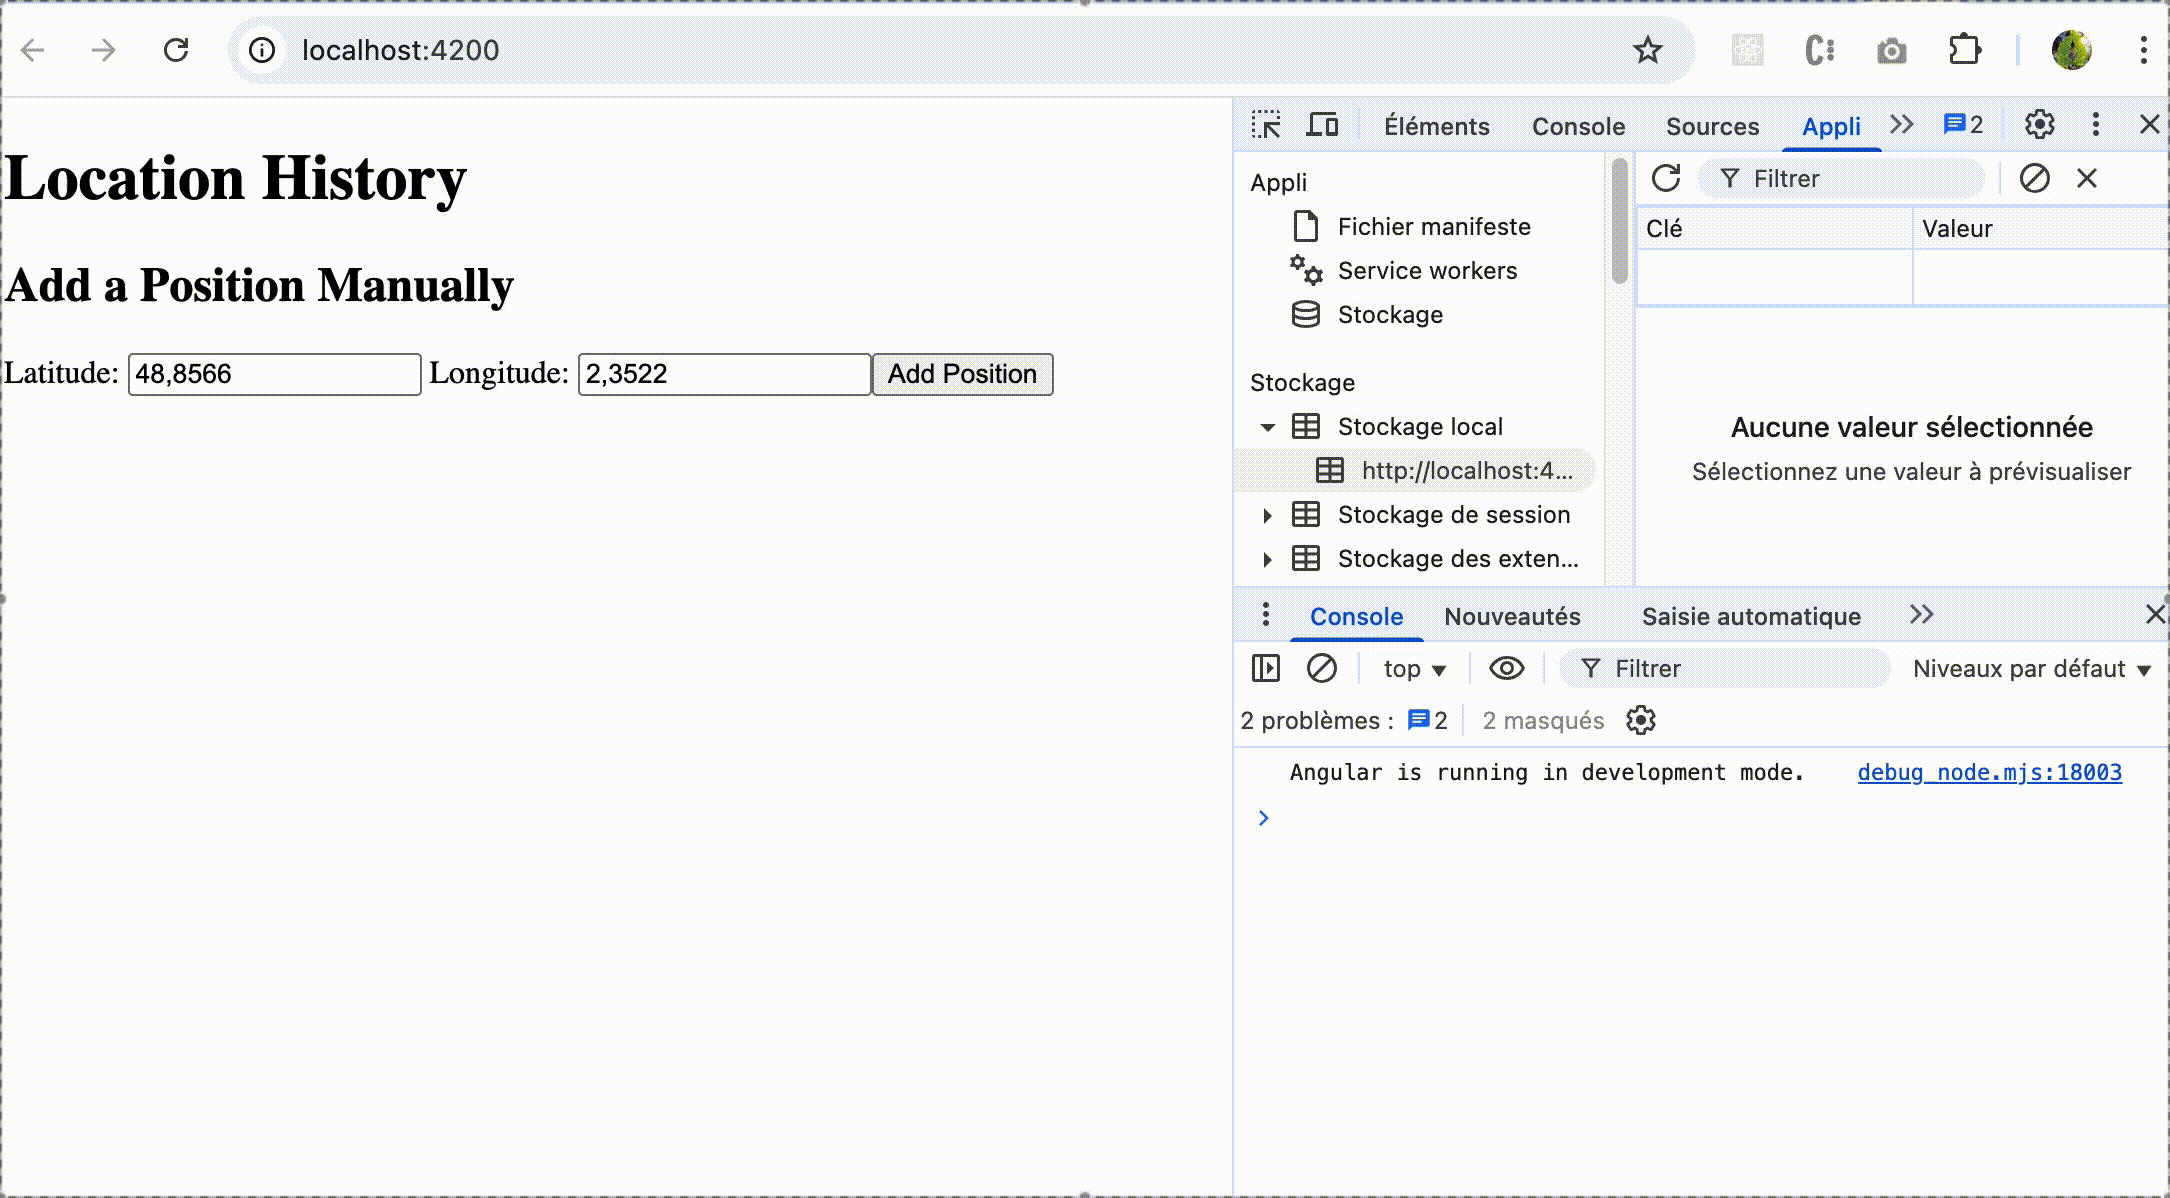 localhost:4200
Location History
Add a Position Manually
Latitude: 48,8566 Longitude: 2,3522 Add Position
Éléments Console Sources Appli 2
Appli
Fichier manifeste
Service workers
Stockage
Stockage
Stockage local
http://localhost:4...
Stockage de session
Stockage des exten...
Filtrer
Clé Valeur
Aucune valeur sélectionnée
Sélectionnez une valeur à prévisualiser
Console Nouveautés Saisie automatique
top Filtrer Niveaux par défaut
2 problèmes : 2 2 masqués
Angular is running in development mode. debug_node.mjs:18003